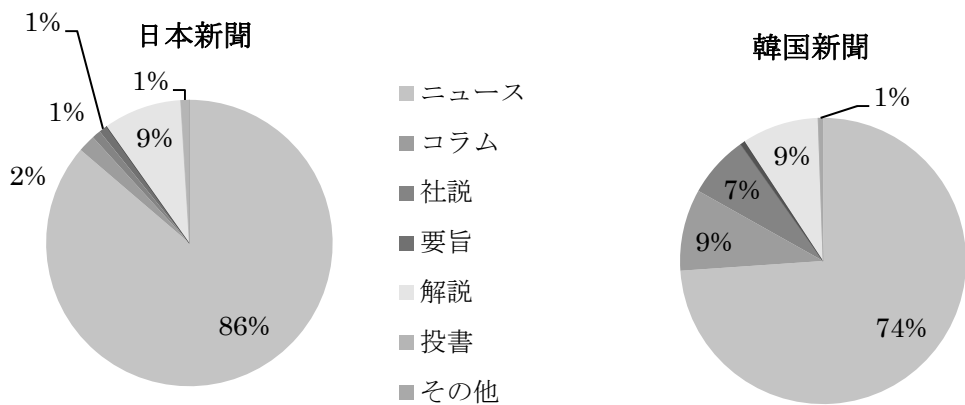 日本新聞
1%
1%
1%
2%
9%
86%
ニュース
コラム
社説
要旨
解説
投書
その他
韓国新聞
1%
9%
7%
9%
74%